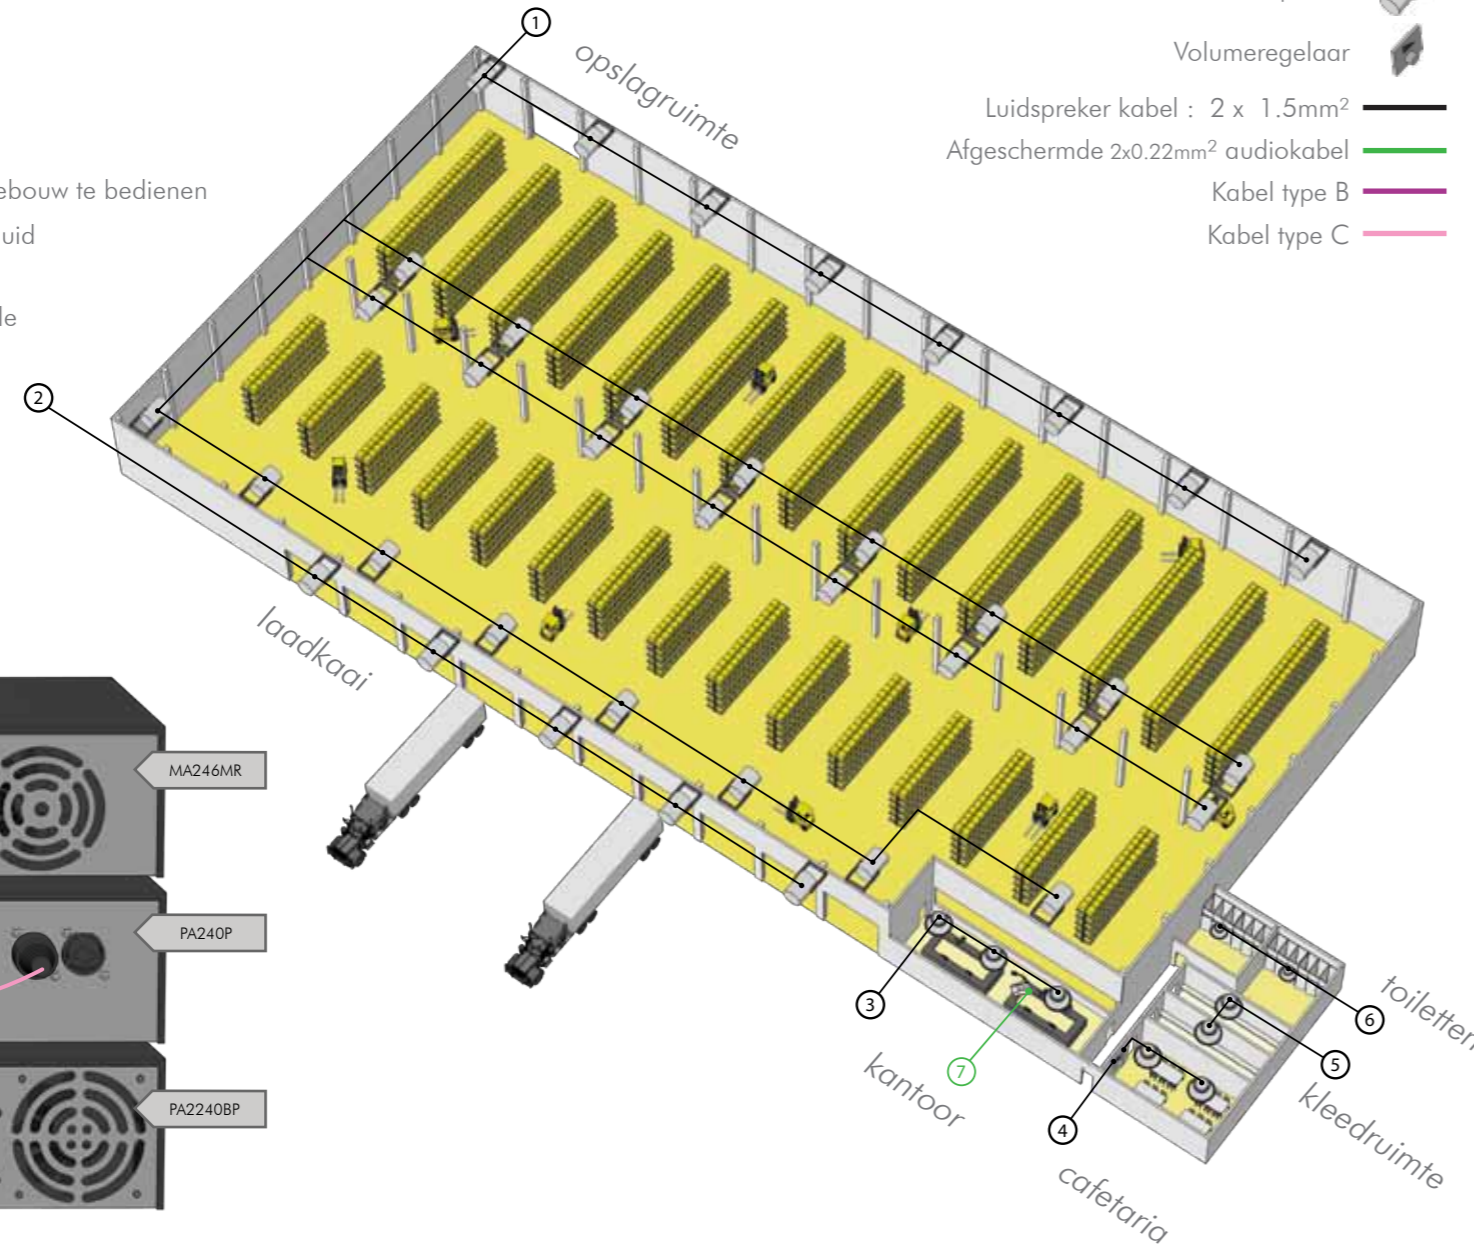 1
opslagruimte
Volumeregelaar
Luidspreker kabel : 2 x 1.5mm²
Afgeschermde 2x0.22mm² audiokabel
Kabel type B
Kabel type C
ebouw te bedienen
uid
le
2
laadkaai
MA246MR
PA240P
PA2240BP
3
7
kantoor
4
cafetaria
5
kleedruimte
6
toiletten